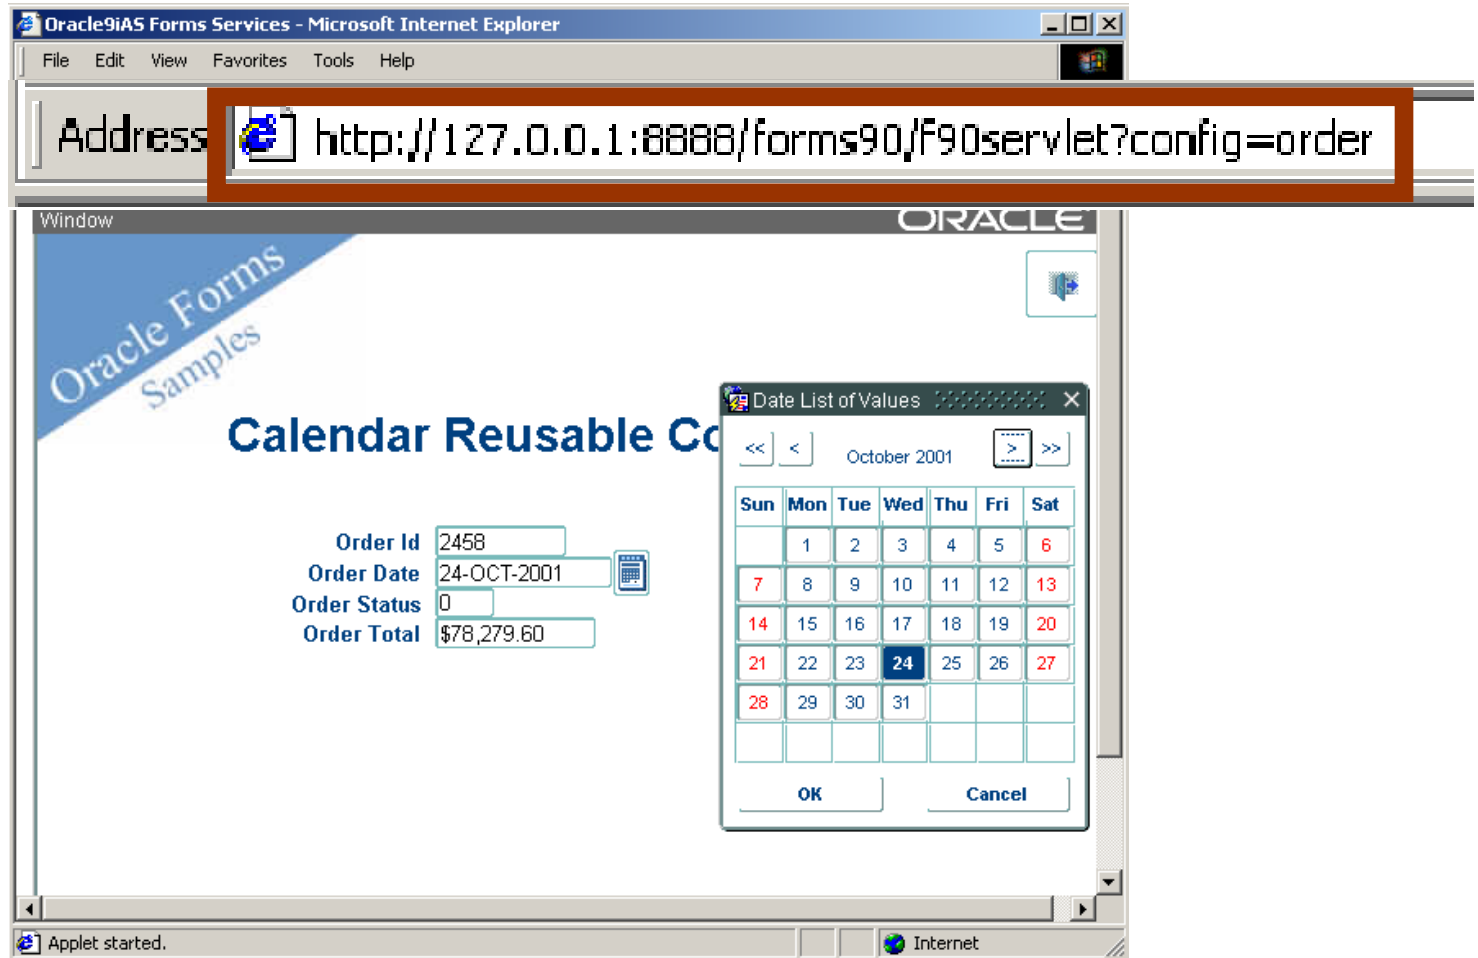 Oracle9iAS Forms Services - Microsoft Internet Explorer
File Edit View Favorites Tools Help
Address http://127.0.0.1:8888/forms90/f90servlet?config=order
Window ORACLE
Oracle Forms
Samples
Calendar Reusable Co
Order Id 2458
Order Date 24-OCT-2001
Order Status 0
Order Total $78,279.60
Date List of Values
<< < October 2001 > >>
Sun Mon Tue Wed Thu Fri Sat
1 2 3 4 5 6
7 8 9 10 11 12 13
14 15 16 17 18 19 20
21 22 23 24 25 26 27
28 29 30 31
OK Cancel
Applet started. Internet